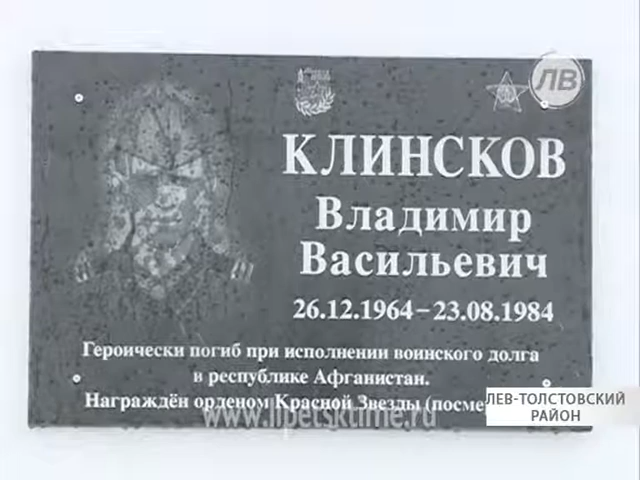 ЛВ
КЛИНСКОВ
Владимир
Васильевич
26.12.1964–23.08.1984
Героически погиб при исполнении воинского долга
в республике Афганистан.
Награждён орденом Красной Звезды (посме
ЛЕВ-ТОЛСТОВСКИЙ
РАЙОН
www.lipetsktime.ru